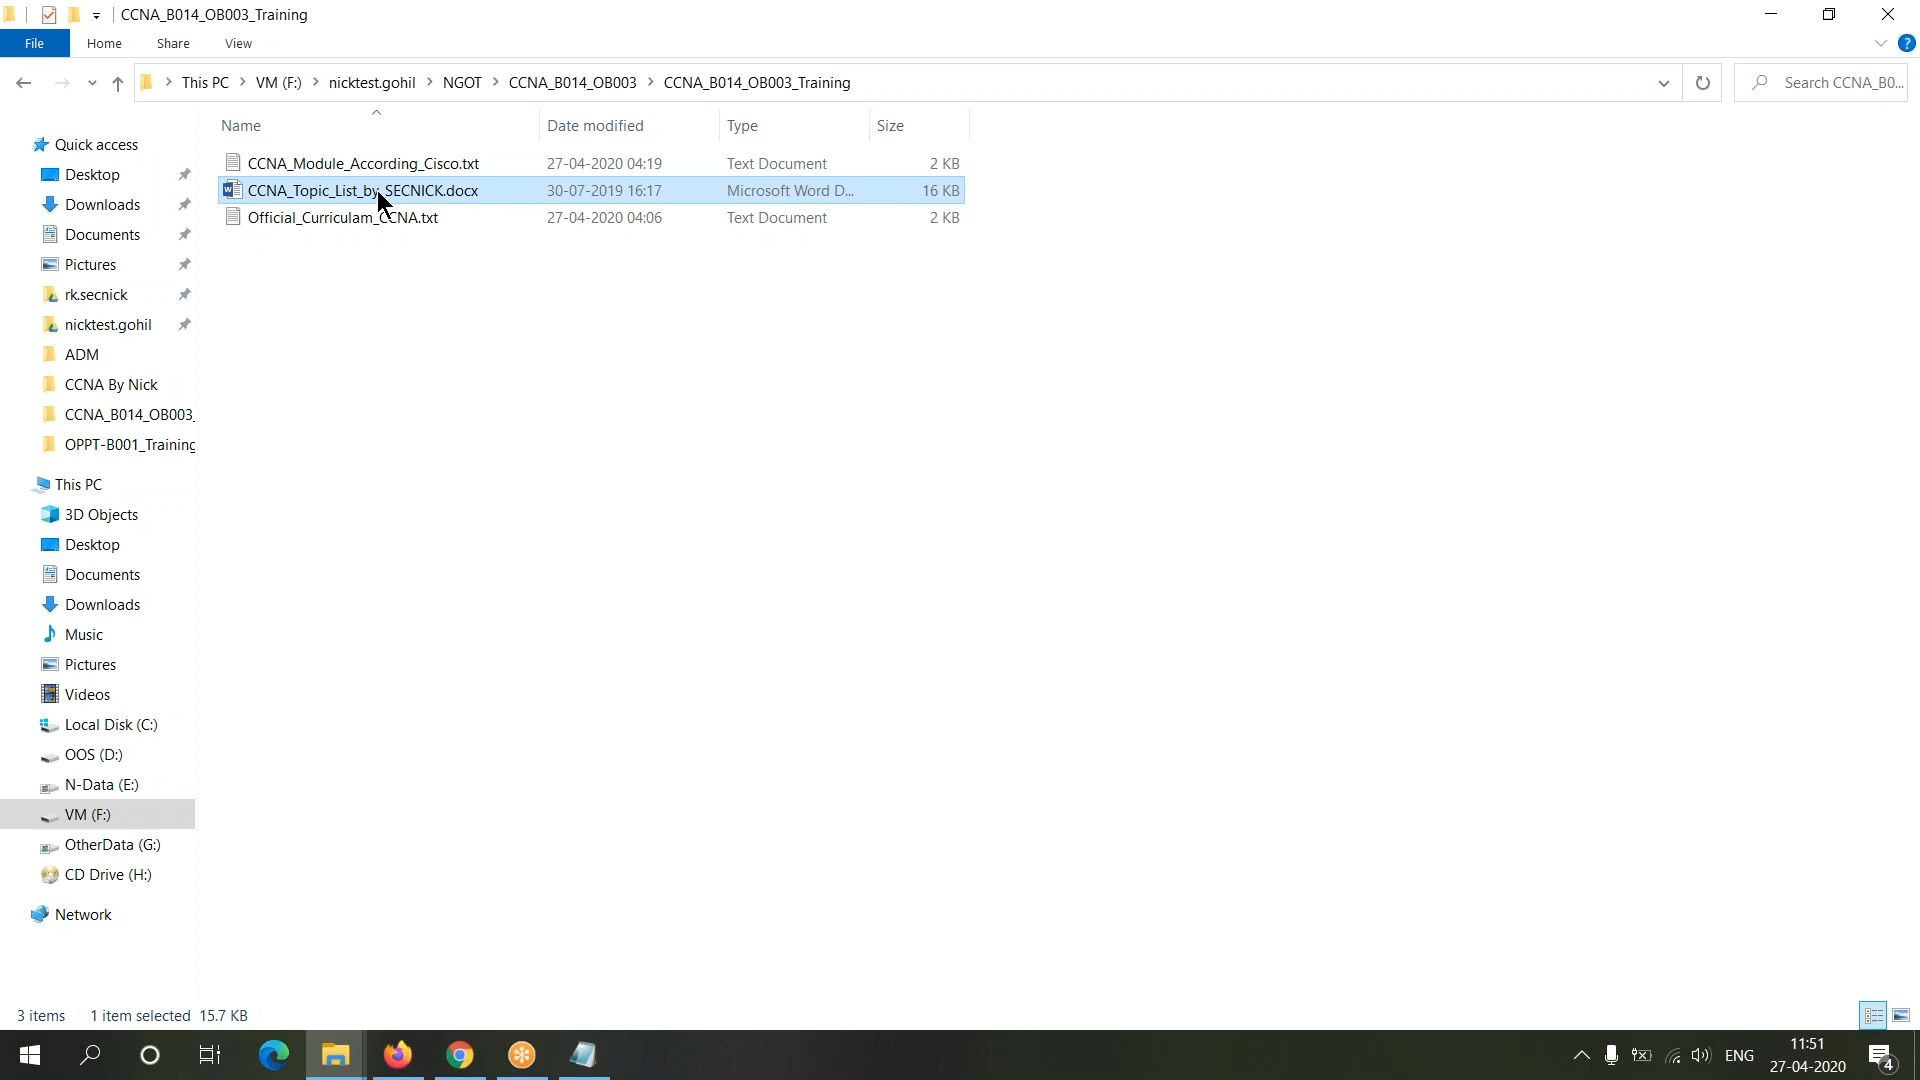 CCNA_B014_OB003_Training
File Home Share View
This PC VM (F:) nicktest.gohil NGOT CCNA_B014_OB003 CCNA_B014_OB003_Training Search CCNA_B0...
Name Date modified Type Size
CCNA_Module_According_Cisco.txt 27-04-2020 04:19 Text Document 2 KB
CCNA_Topic_List_by_SECNICK.docx 30-07-2019 16:17 Microsoft Word D... 16 KB
Official_Curriculam_CCNA.txt 27-04-2020 04:06 Text Document 2 KB
Quick access
Desktop
Downloads
Documents
Pictures
rk.secnick
nicktest.gohil
ADM
CCNA By Nick
CCNA_B014_OB003_
OPPT-B001_Training
This PC
3D Objects
Desktop
Documents
Downloads
Music
Pictures
Videos
Local Disk (C:)
OOS (D:)
N-Data (E:)
VM (F:)
OtherData (G:)
CD Drive (H:)
Network
3 items 1 item selected 15.7 KB
ENG
11:51
27-04-2020
4